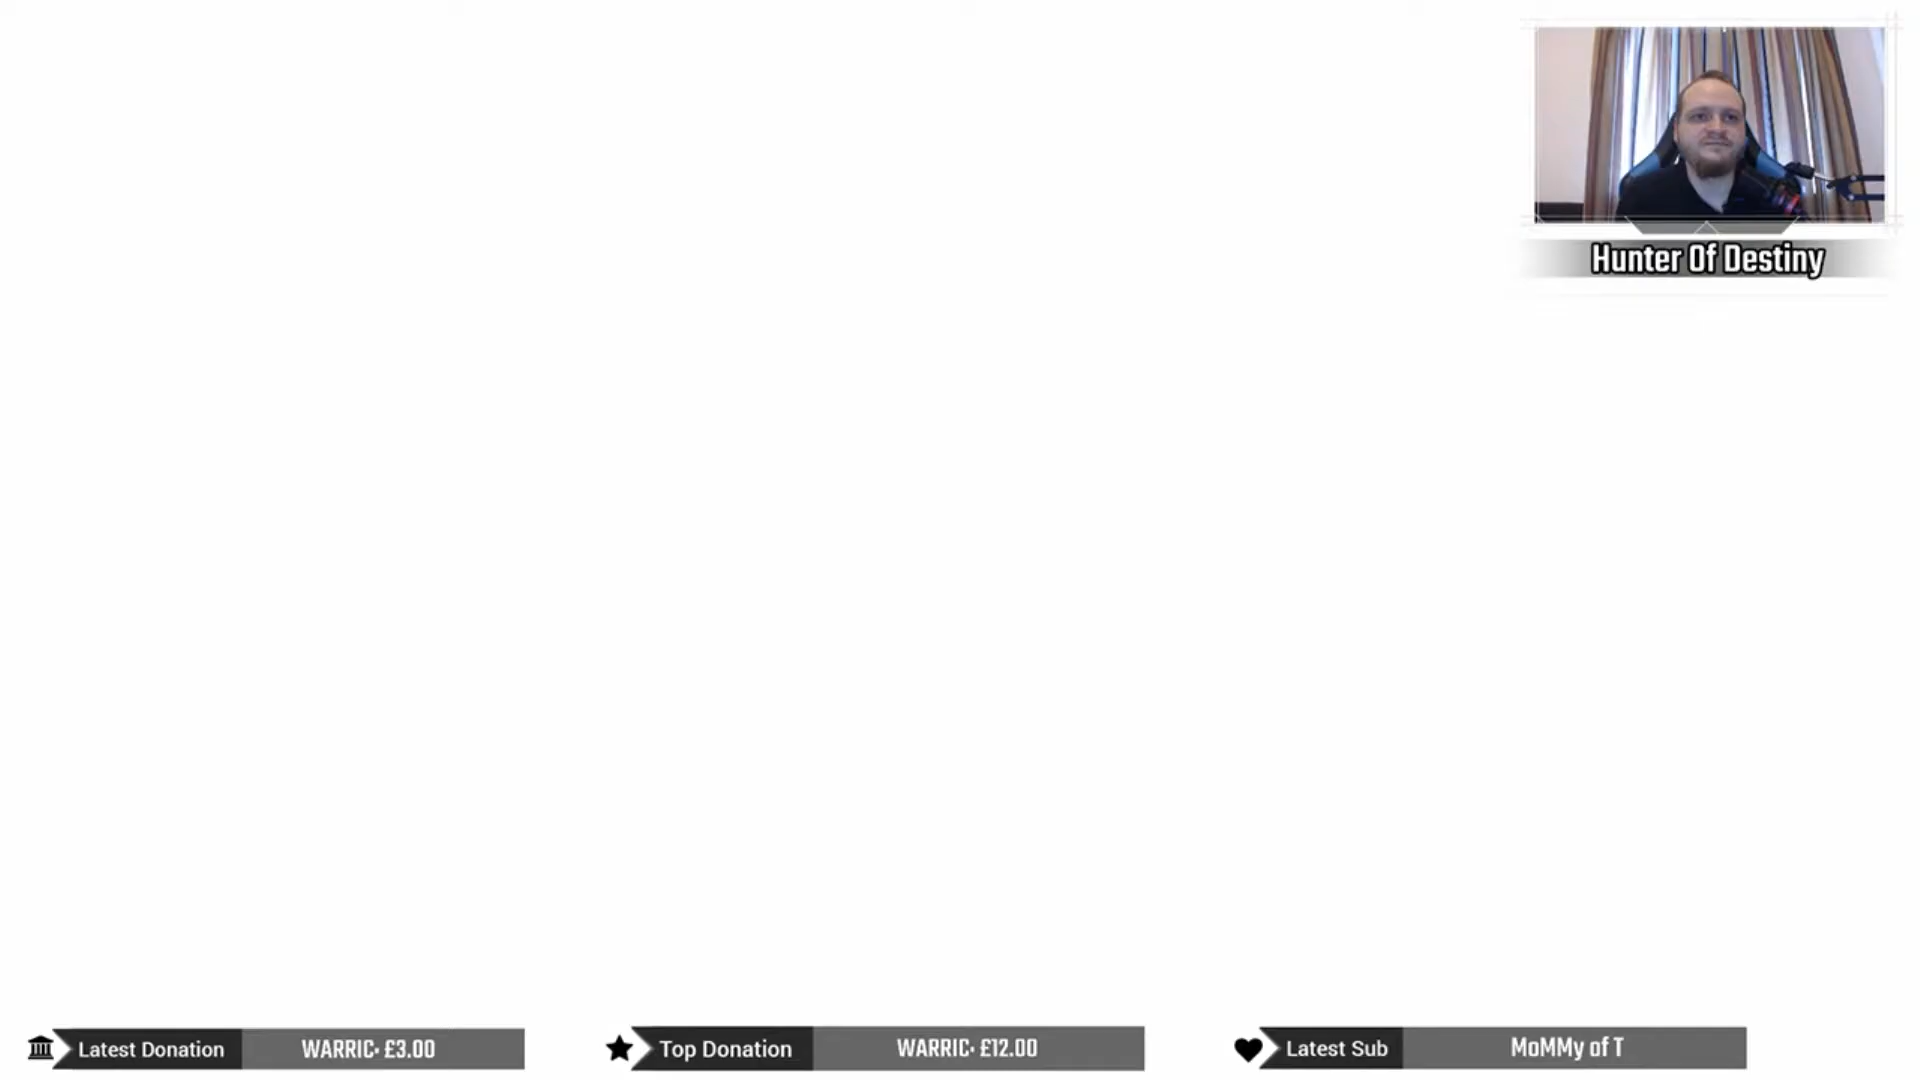 Hunter Of Destiny
Latest Donation WARRIC: £3.00
Top Donation WARRIC: £12.00
Latest Sub MoMMy of T